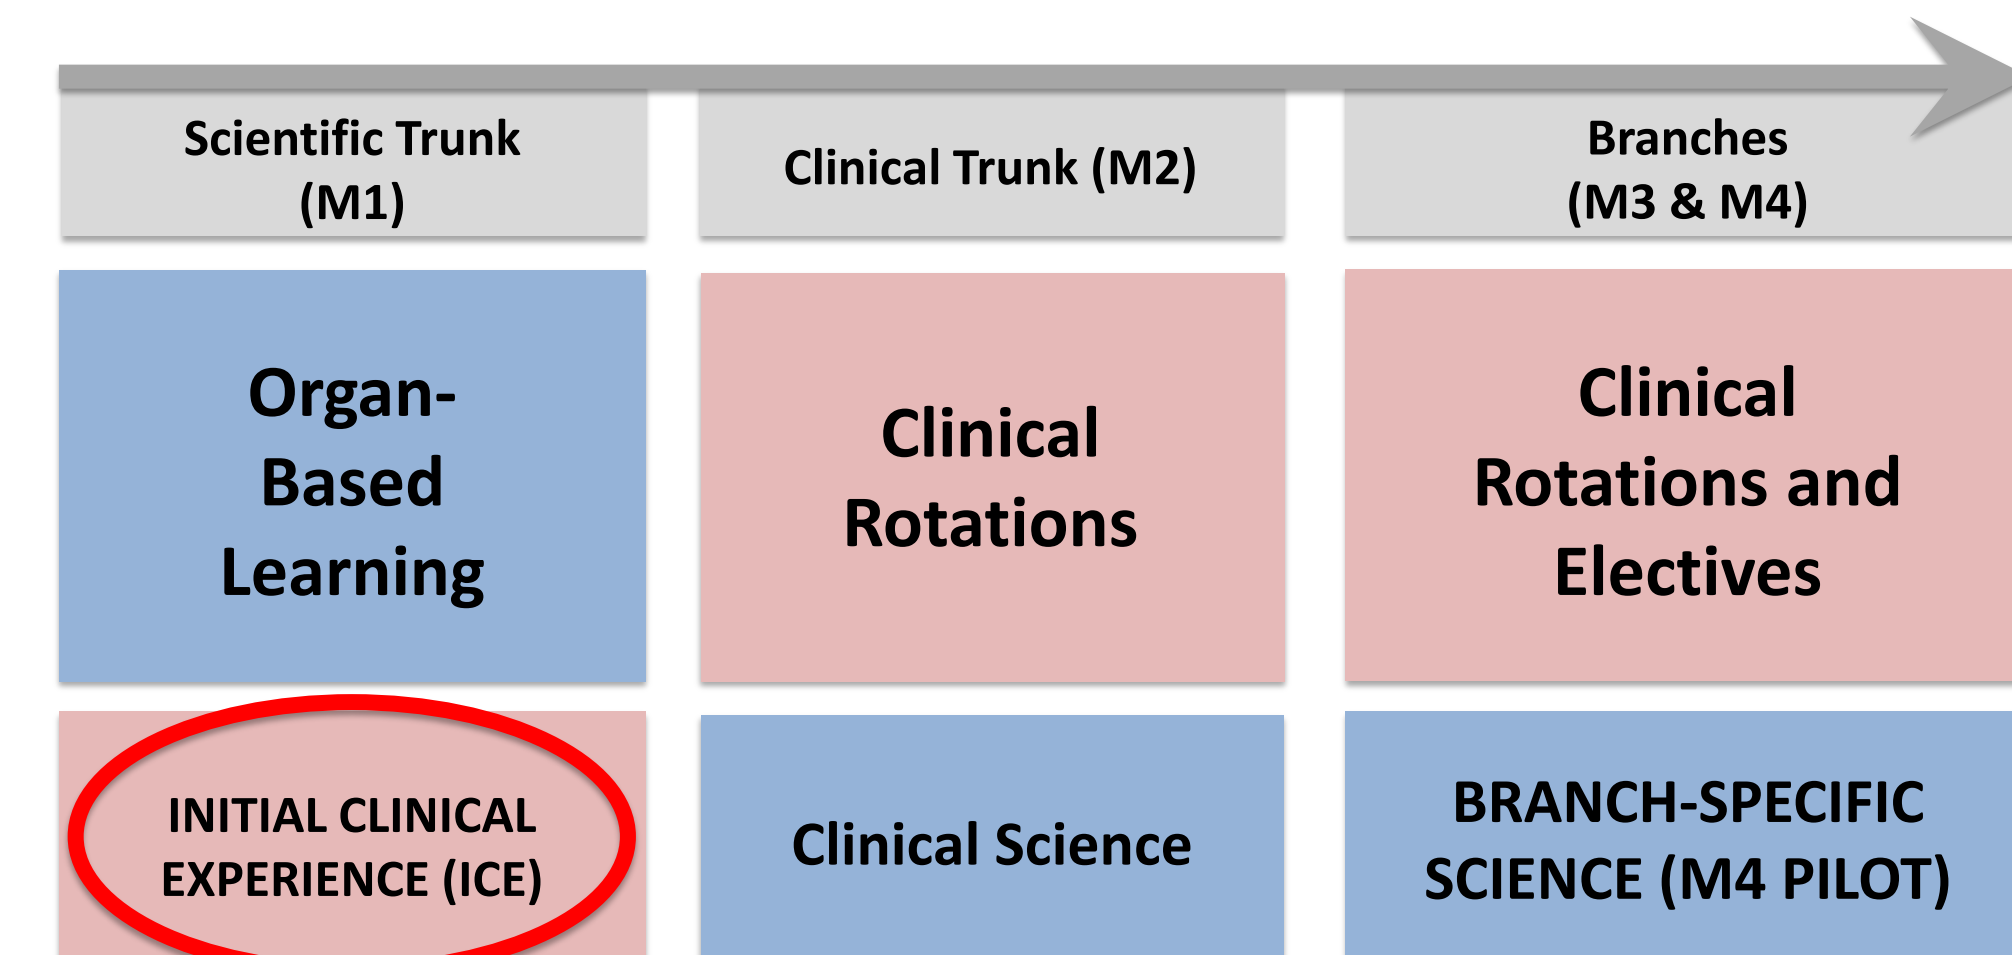 Scientific Trunk
(M1)
Clinical Trunk (M2)
Branches
(M3 & M4)
Organ-
Based
Learning
Clinical
Rotations
Clinical
Rotations and
Electives
INITIAL CLINICAL
EXPERIENCE (ICE)
Clinical Science
BRANCH-SPECIFIC
SCIENCE (M4 PILOT)